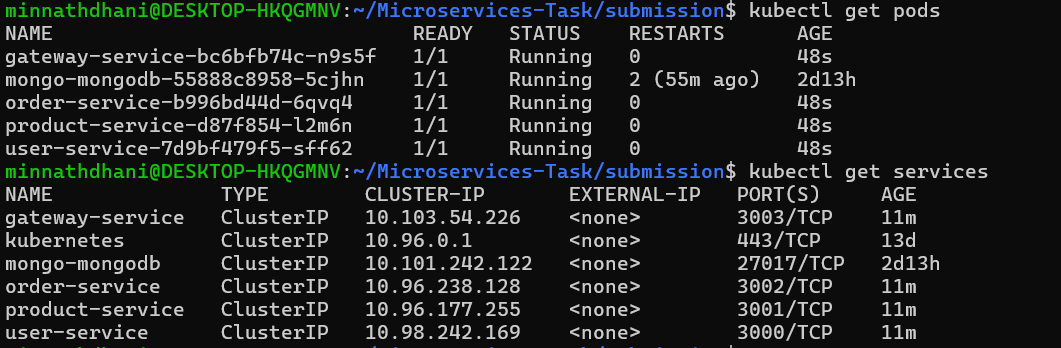 minnathdhani@DESKTOP-HKQGMNV:~/Microservices-Task/submission$ kubectl get pods
NAME READY STATUS RESTARTS AGE
gateway-service-bc6bfb74c-n9s5f 1/1 Running 0 48s
mongo-mongodb-55888c8958-5cjhn 1/1 Running 2 (55m ago) 2d13h
order-service-b996bd44d-6qvq4 1/1 Running 0 48s
product-service-d87f854-l2m6n 1/1 Running 0 48s
user-service-7d9bf479f5-sff62 1/1 Running 0 48s
minnathdhani@DESKTOP-HKQGMNV:~/Microservices-Task/submission$ kubectl get services
NAME TYPE CLUSTER-IP EXTERNAL-IP PORT(S) AGE
gateway-service ClusterIP 10.103.54.226 <none> 3003/TCP 11m
kubernetes ClusterIP 10.96.0.1 <none> 443/TCP 13d
mongo-mongodb ClusterIP 10.101.242.122 <none> 27017/TCP 2d13h
order-service ClusterIP 10.96.238.128 <none> 3002/TCP 11m
product-service ClusterIP 10.96.177.255 <none> 3001/TCP 11m
user-service ClusterIP 10.98.242.169 <none> 3000/TCP 11m